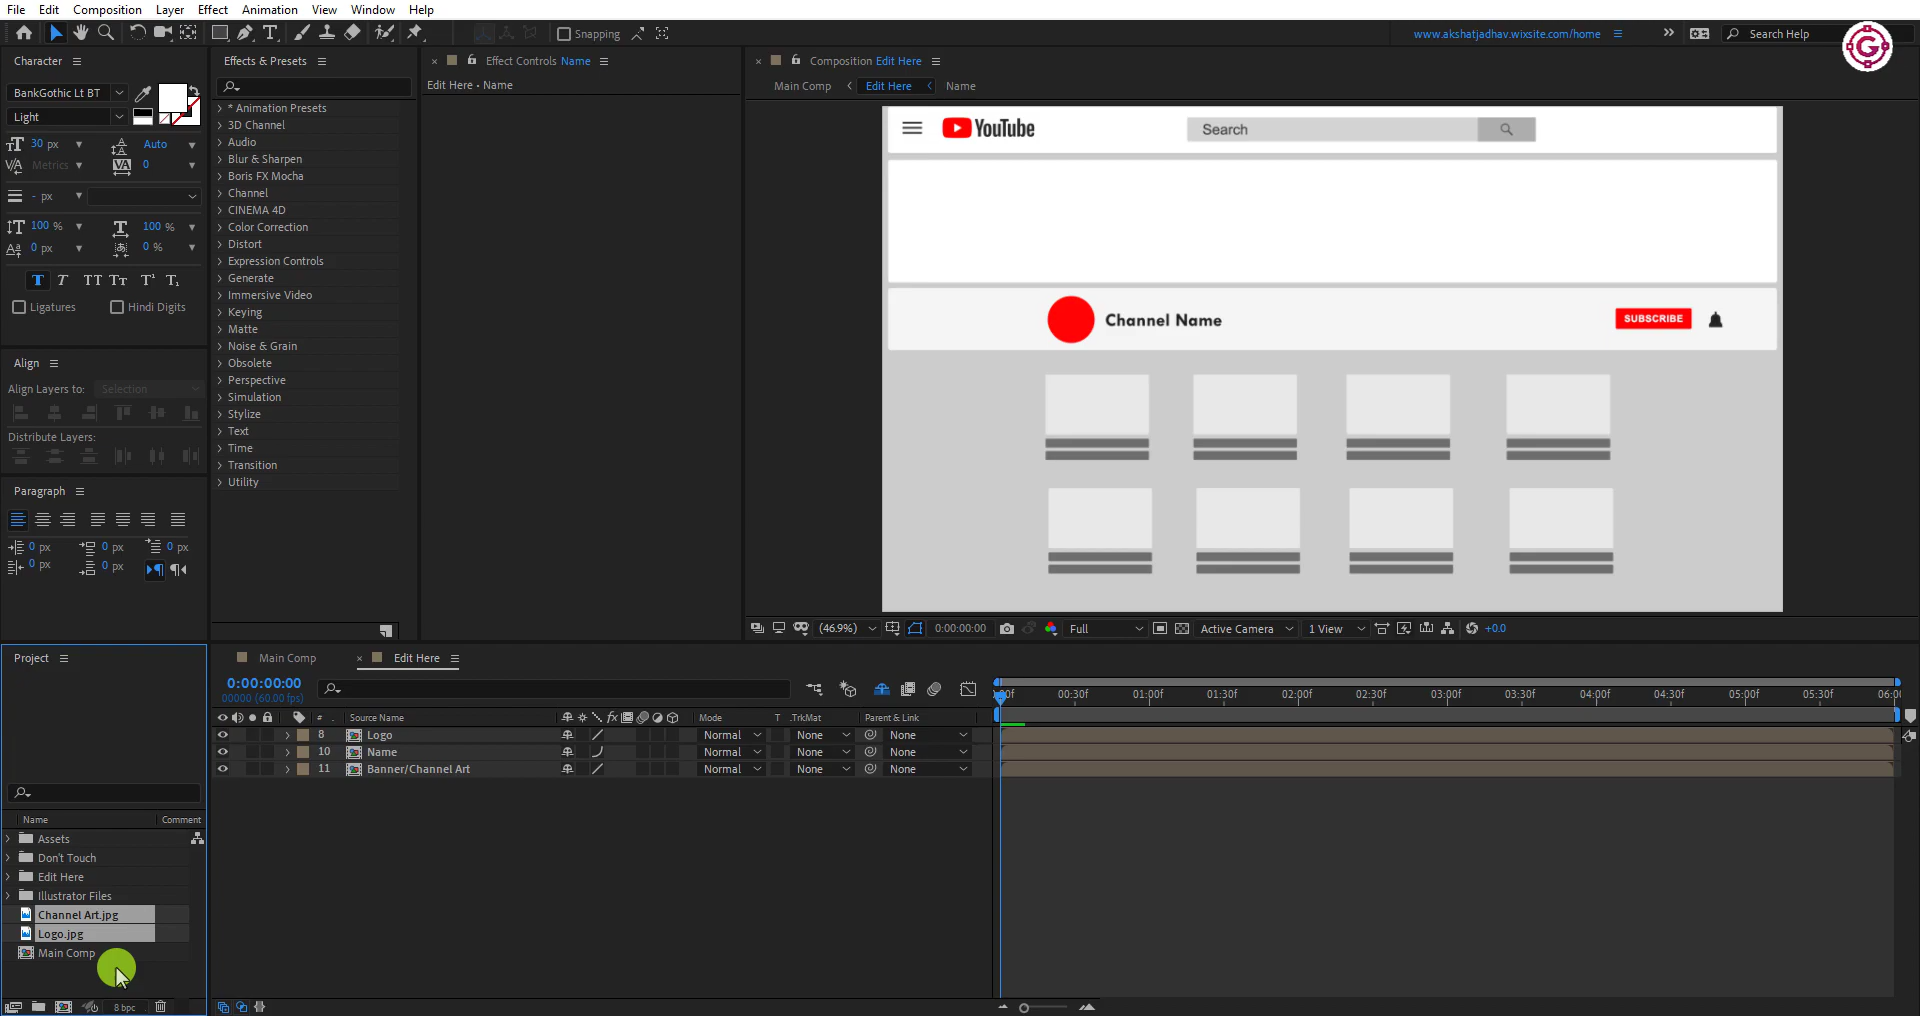 File Edit Composition Layer Effect Animation View Window Help
Snapping
www.akshatjadhav.wixsite.com/home
Search Help
G
Character
BankGothic Lt BT
Light
30 px Auto
Metrics 0
- px
100 % 100 %
0 px 0 %
T T TT Tt T¹ T₁
Ligatures Hindi Digits
Align
Align Layers to: Selection
Distribute Layers:
Paragraph
0 px 0 px 0 px
0 px 0 px
Effects & Presets
* Animation Presets
3D Channel
Audio
Blur & Sharpen
Boris FX Mocha
Channel
CINEMA 4D
Color Correction
Distort
Expression Controls
Generate
Immersive Video
Keying
Matte
Noise & Grain
Obsolete
Perspective
Simulation
Stylize
Text
Time
Transition
Utility
Effect Controls Name
Edit Here • Name
Composition Edit Here
Main Comp Edit Here Name
YouTube Search
Channel Name SUBSCRIBE
(46.9%) 0:00:00:00 Full Active Camera 1 View +0.0
Project
Name Comment
Assets
Don't Touch
Edit Here
Illustrator Files
Channel Art.jpg
Logo.jpg
Main Comp
8 bpc
Main Comp Edit Here
0:00:00:00
00000 (60.00 fps)
:00f 00:30f 01:00f 01:30f 02:00f 02:30f 03:00f 03:30f 04:00f 04:30f 05:00f 05:30f 06:00
# Source Name fx Mode T .TrkMat Parent & Link
8 Logo Normal None None
10 Name Normal None None
11 Banner/Channel Art Normal None None